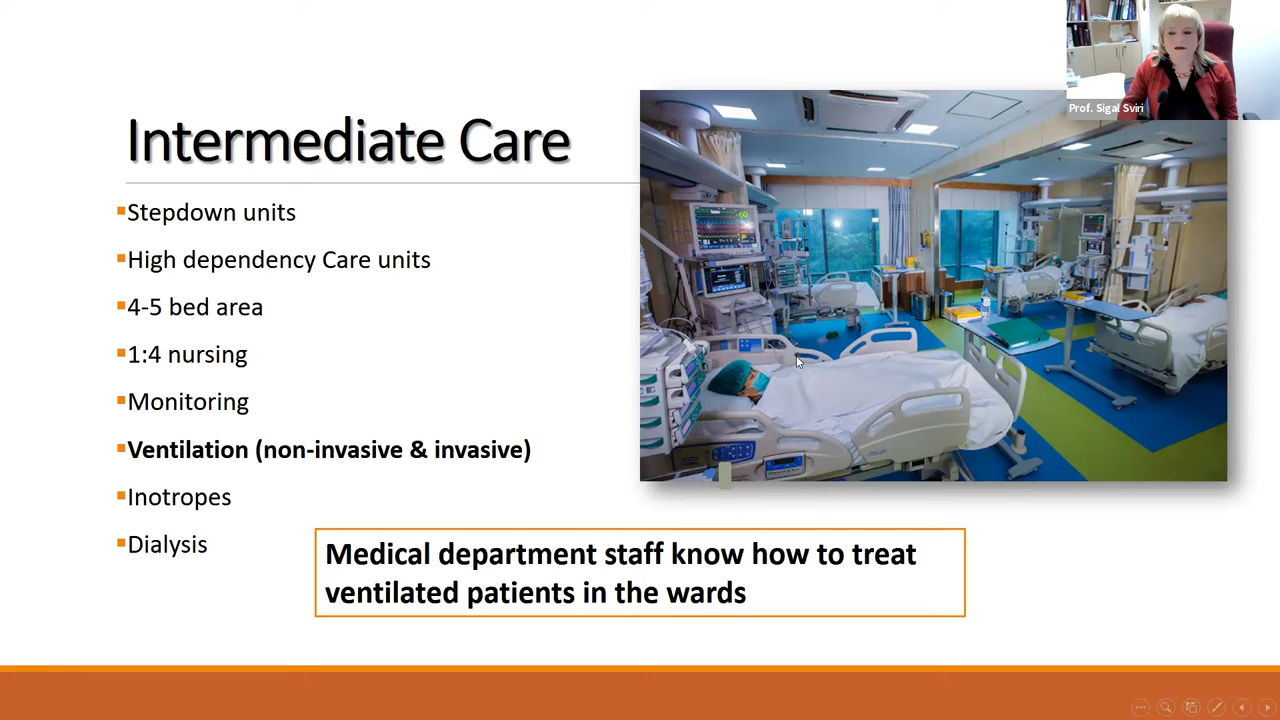 Prof. Sigal Sviri
Intermediate Care
Stepdown units
High dependency Care units
4-5 bed area
1:4 nursing
Monitoring
Ventilation (non-invasive & invasive)
Inotropes
Dialysis
60
Medical department staff know how to treat
ventilated patients in the wards